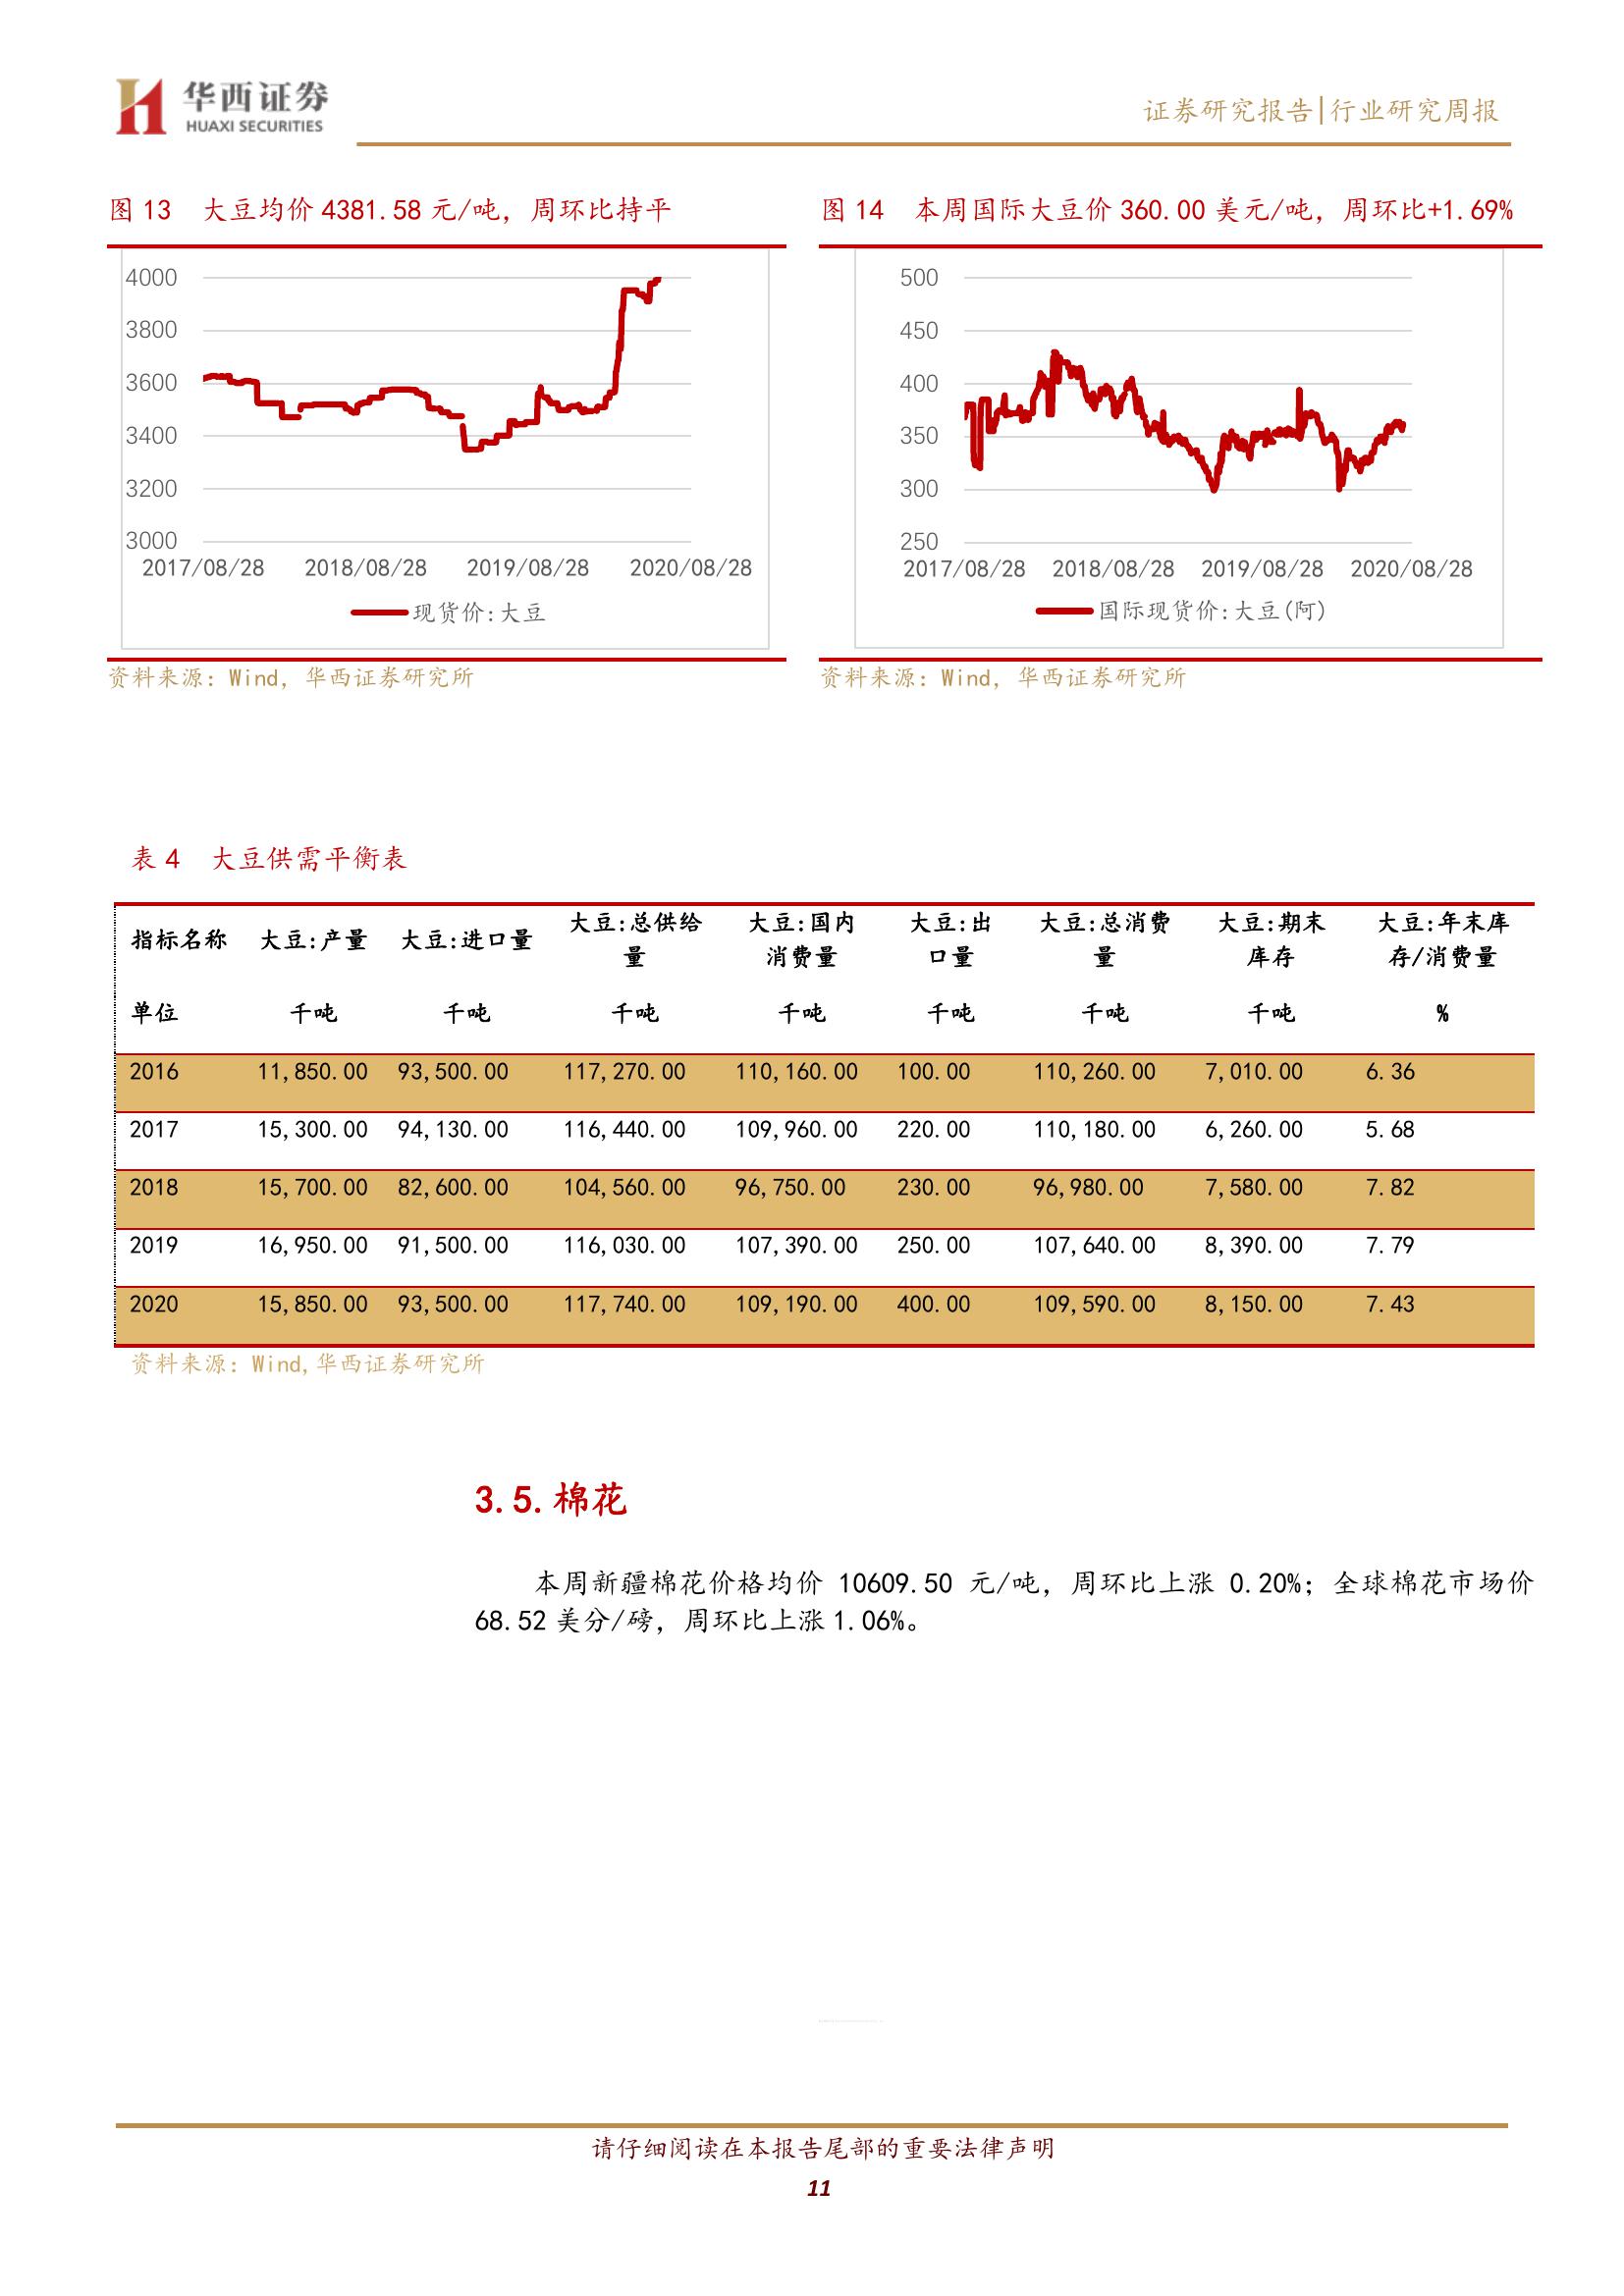 华西证券
HUAXI SECURITIES
证券研究报告|行业研究周报
图 13 大豆均价 4381.58 元/吨，周环比持平
4000
3800
3600
3400
3200
3000
2017/08/28 2018/08/28 2019/08/28 2020/08/28
现货价:大豆
资料来源：Wind，华西证券研究所
图 14 本周国际大豆价 360.00 美元/吨，周环比+1.69%
500
450
400
350
300
250
2017/08/28 2018/08/28 2019/08/28 2020/08/28
国际现货价:大豆(阿)
资料来源：Wind，华西证券研究所
表 4 大豆供需平衡表
指标名称 大豆:产量 大豆:进口量 大豆:总供给量 大豆:国内消费量 大豆:出口量 大豆:总消费量 大豆:期末库存 大豆:年末库存/消费量
单位 千吨 千吨 千吨 千吨 千吨 千吨 千吨 %
2016 11,850.00 93,500.00 117,270.00 110,160.00 100.00 110,260.00 7,010.00 6.36
2017 15,300.00 94,130.00 116,440.00 109,960.00 220.00 110,180.00 6,260.00 5.68
2018 15,700.00 82,600.00 104,560.00 96,750.00 230.00 96,980.00 7,580.00 7.82
2019 16,950.00 91,500.00 116,030.00 107,390.00 250.00 107,640.00 8,390.00 7.79
2020 15,850.00 93,500.00 117,740.00 109,190.00 400.00 109,590.00 8,150.00 7.43
资料来源：Wind,华西证券研究所
3.5.棉花
本周新疆棉花价格均价 10609.50 元/吨，周环比上涨 0.20%；全球棉花市场价
68.52 美分/磅，周环比上涨 1.06%。
请仔细阅读在本报告尾部的重要法律声明
11